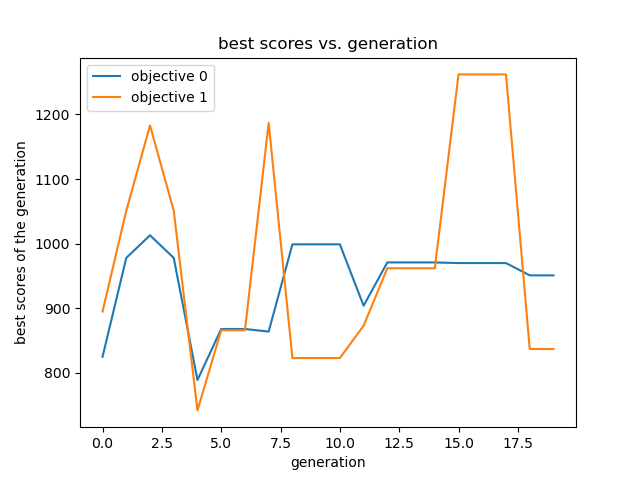 best scores vs. generation
objective 0
objective 1
best scores of the generation
1200
1100
1000
900
800
0.0 2.5 5.0 7.5 10.0 12.5 15.0 17.5
generation